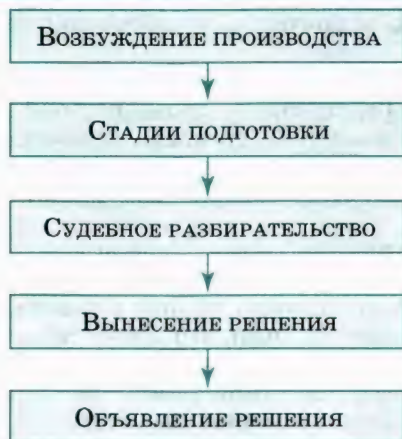 Возбуждение производства
Стадии подготовки
Судебное разбирательство
Вынесение решения
Объявление решения